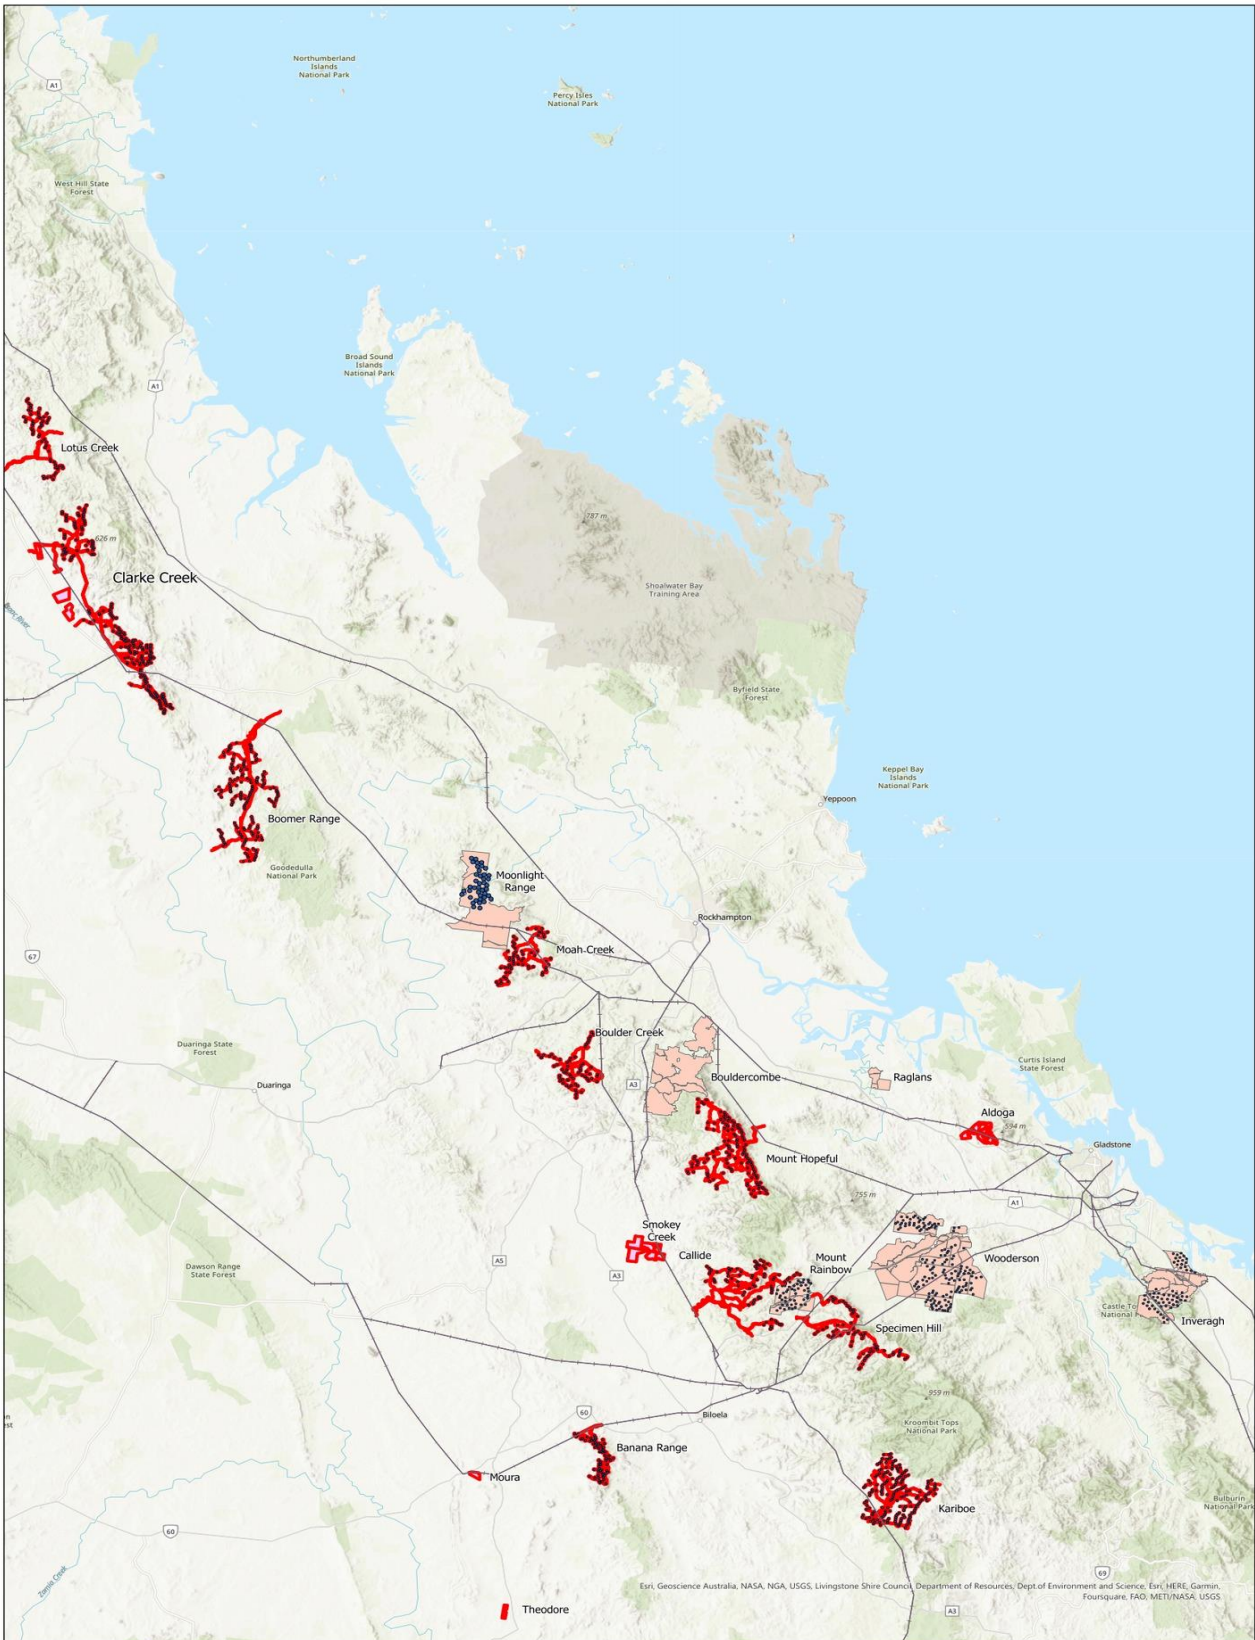 Northumberland
Islands
National Park
A1
Percy Isles
National Park
West Hill State
Forest
Broad Sound
Islands
National Park
A1
Lotus Creek
787 m
626 m
Clarke Creek
Shoalwater Bay
Training Area
Byfield State
Forest
Keppel Bay
Islands
National Park
Yeppoon
Boomer Range
Goodedulla
National Park
Moonlight
Range
Rockhampton
Moah Creek
67
Boulder Creek
Duaringa State
Forest
Curtis Island
State Forest
Bouldercombe
Raglans
A3
Duaringa
Aldoga
594 m
Gladstone
Mount Hopeful
755 m
A1
Smokey
Creek
Callide
Mount
Rainbow
Wooderson
A5
Dawson Range
State Forest
A3
Castle To
National
Inveragh
Specimen Hill
959 m
60
Biloela
Kroombit Tops
National Park
Banana Range
Moura
Kariboe
Bulburin
National Park
60
69
Esri, Geoscience Australia, NASA, NGA, USGS, Livingstone Shire Council, Department of Resources, Dept of Environment and Science, Esri, HERE, Garmin,
Foursquare, FAO, METI/NASA, USGS
Theodore
A3